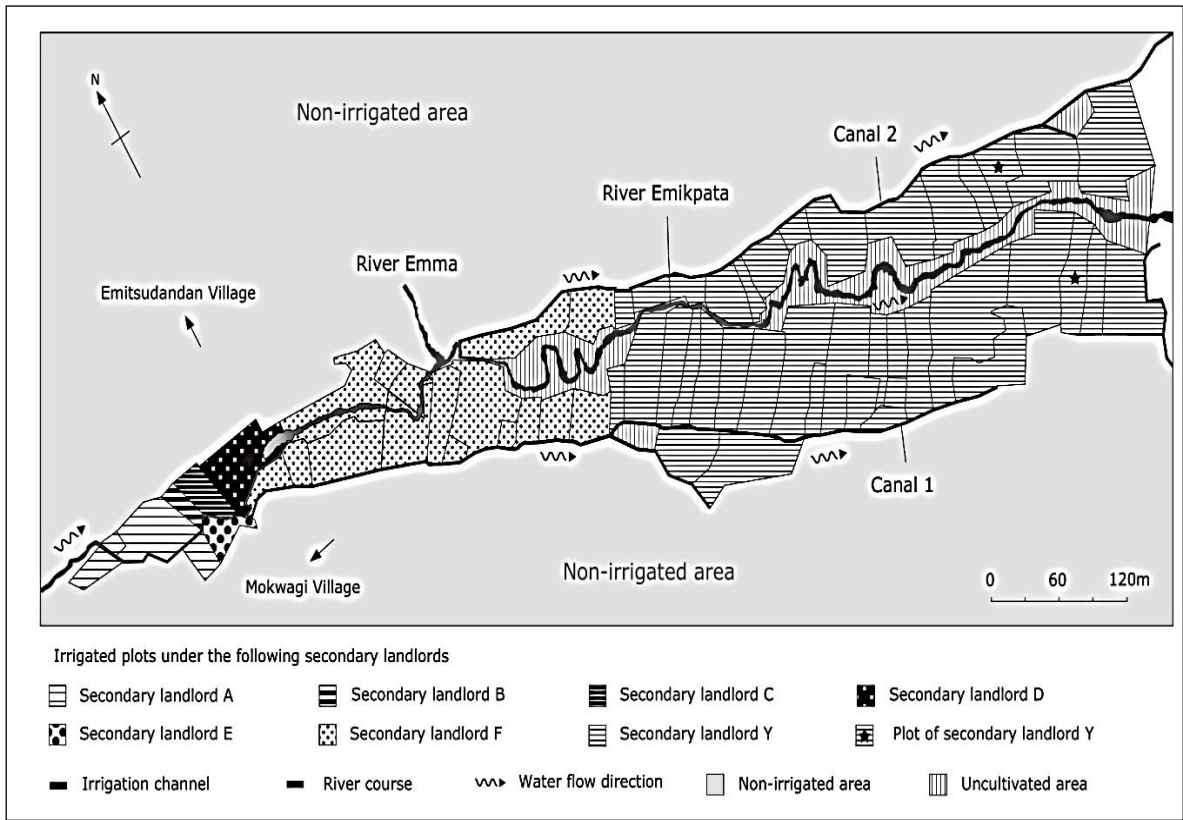 N
Non-irrigated area
Canal 2
River Emikpata
River Emma
Emitsudandan Village
Canal 1
Mokwagi Village
Non-irrigated area
0 60 120m
Irrigated plots under the following secondary landlords
Secondary landlord A Secondary landlord B Secondary landlord C Secondary landlord D
Secondary landlord E Secondary landlord F Secondary landlord Y Plot of secondary landlord Y
Irrigation channel River course Water flow direction Non-irrigated area Uncultivated area